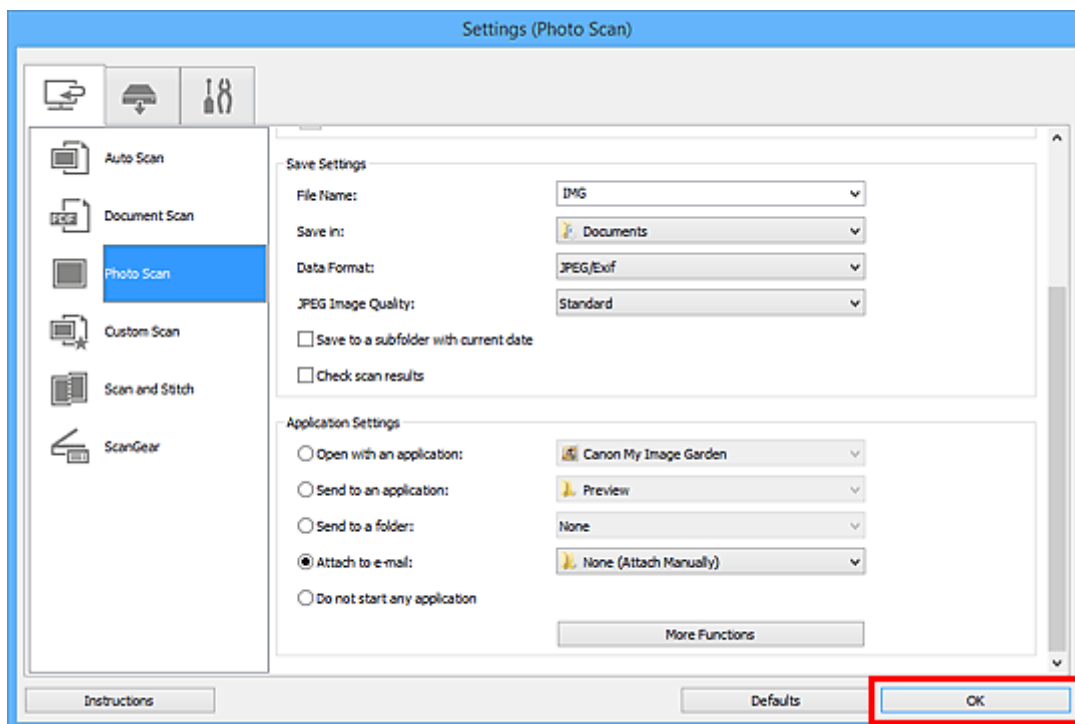 Settings (Photo Scan)
Auto Scan
PDF
Document Scan
Photo Scan
Custom Scan
Scan and Stitch
ScanGear
Save Settings
File Name: IMG
Save in: Documents
Data Format: JPEG/Exif
JPEG Image Quality: Standard
Save to a subfolder with current date
Check scan results
Application Settings
Open with an application: Canon My Image Garden
Send to an application: Preview
Send to a folder: None
Attach to e-mail: None (Attach Manually)
Do not start any application
More Functions
Instructions Defaults OK